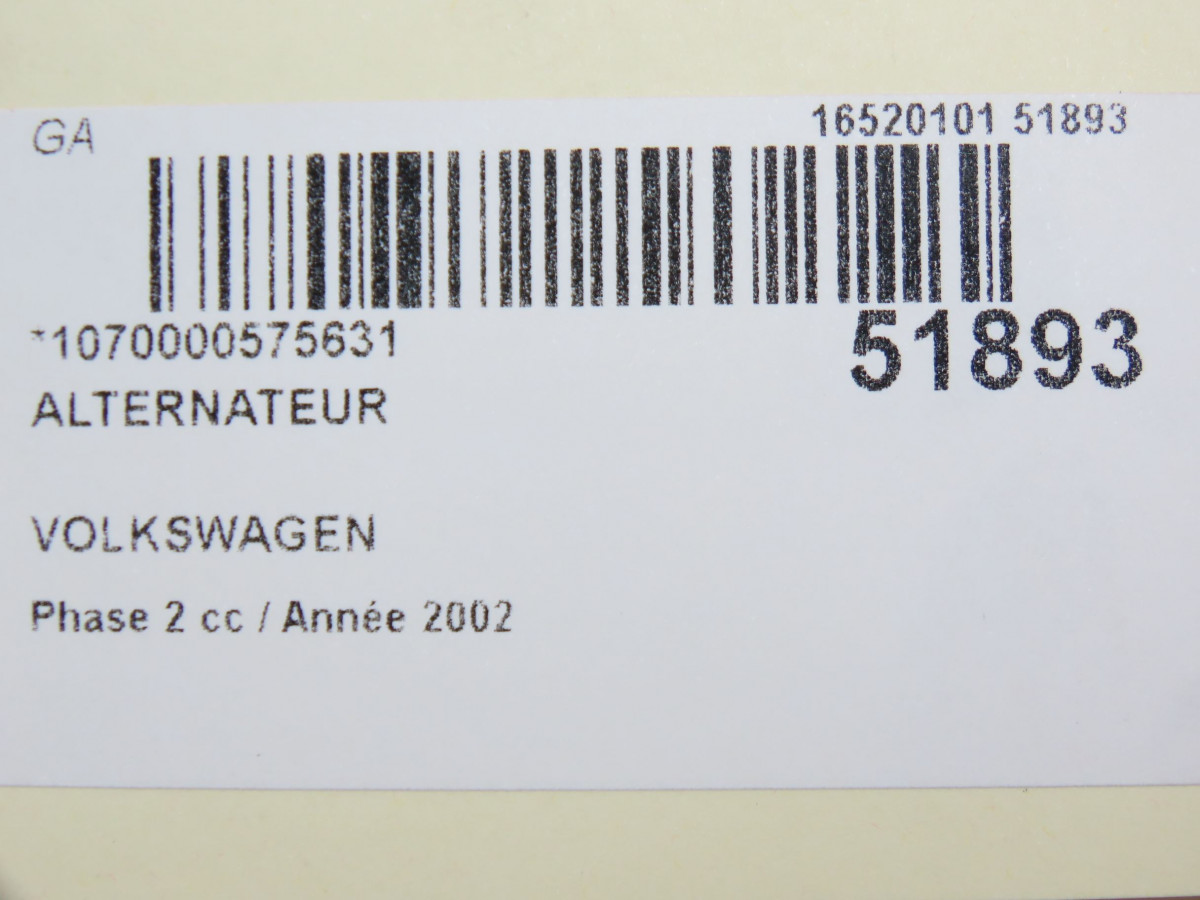 GA
16520101 51893
*1070000575631
51893
ALTERNATEUR
VOLKSWAGEN
Phase 2 cc / Année 2002